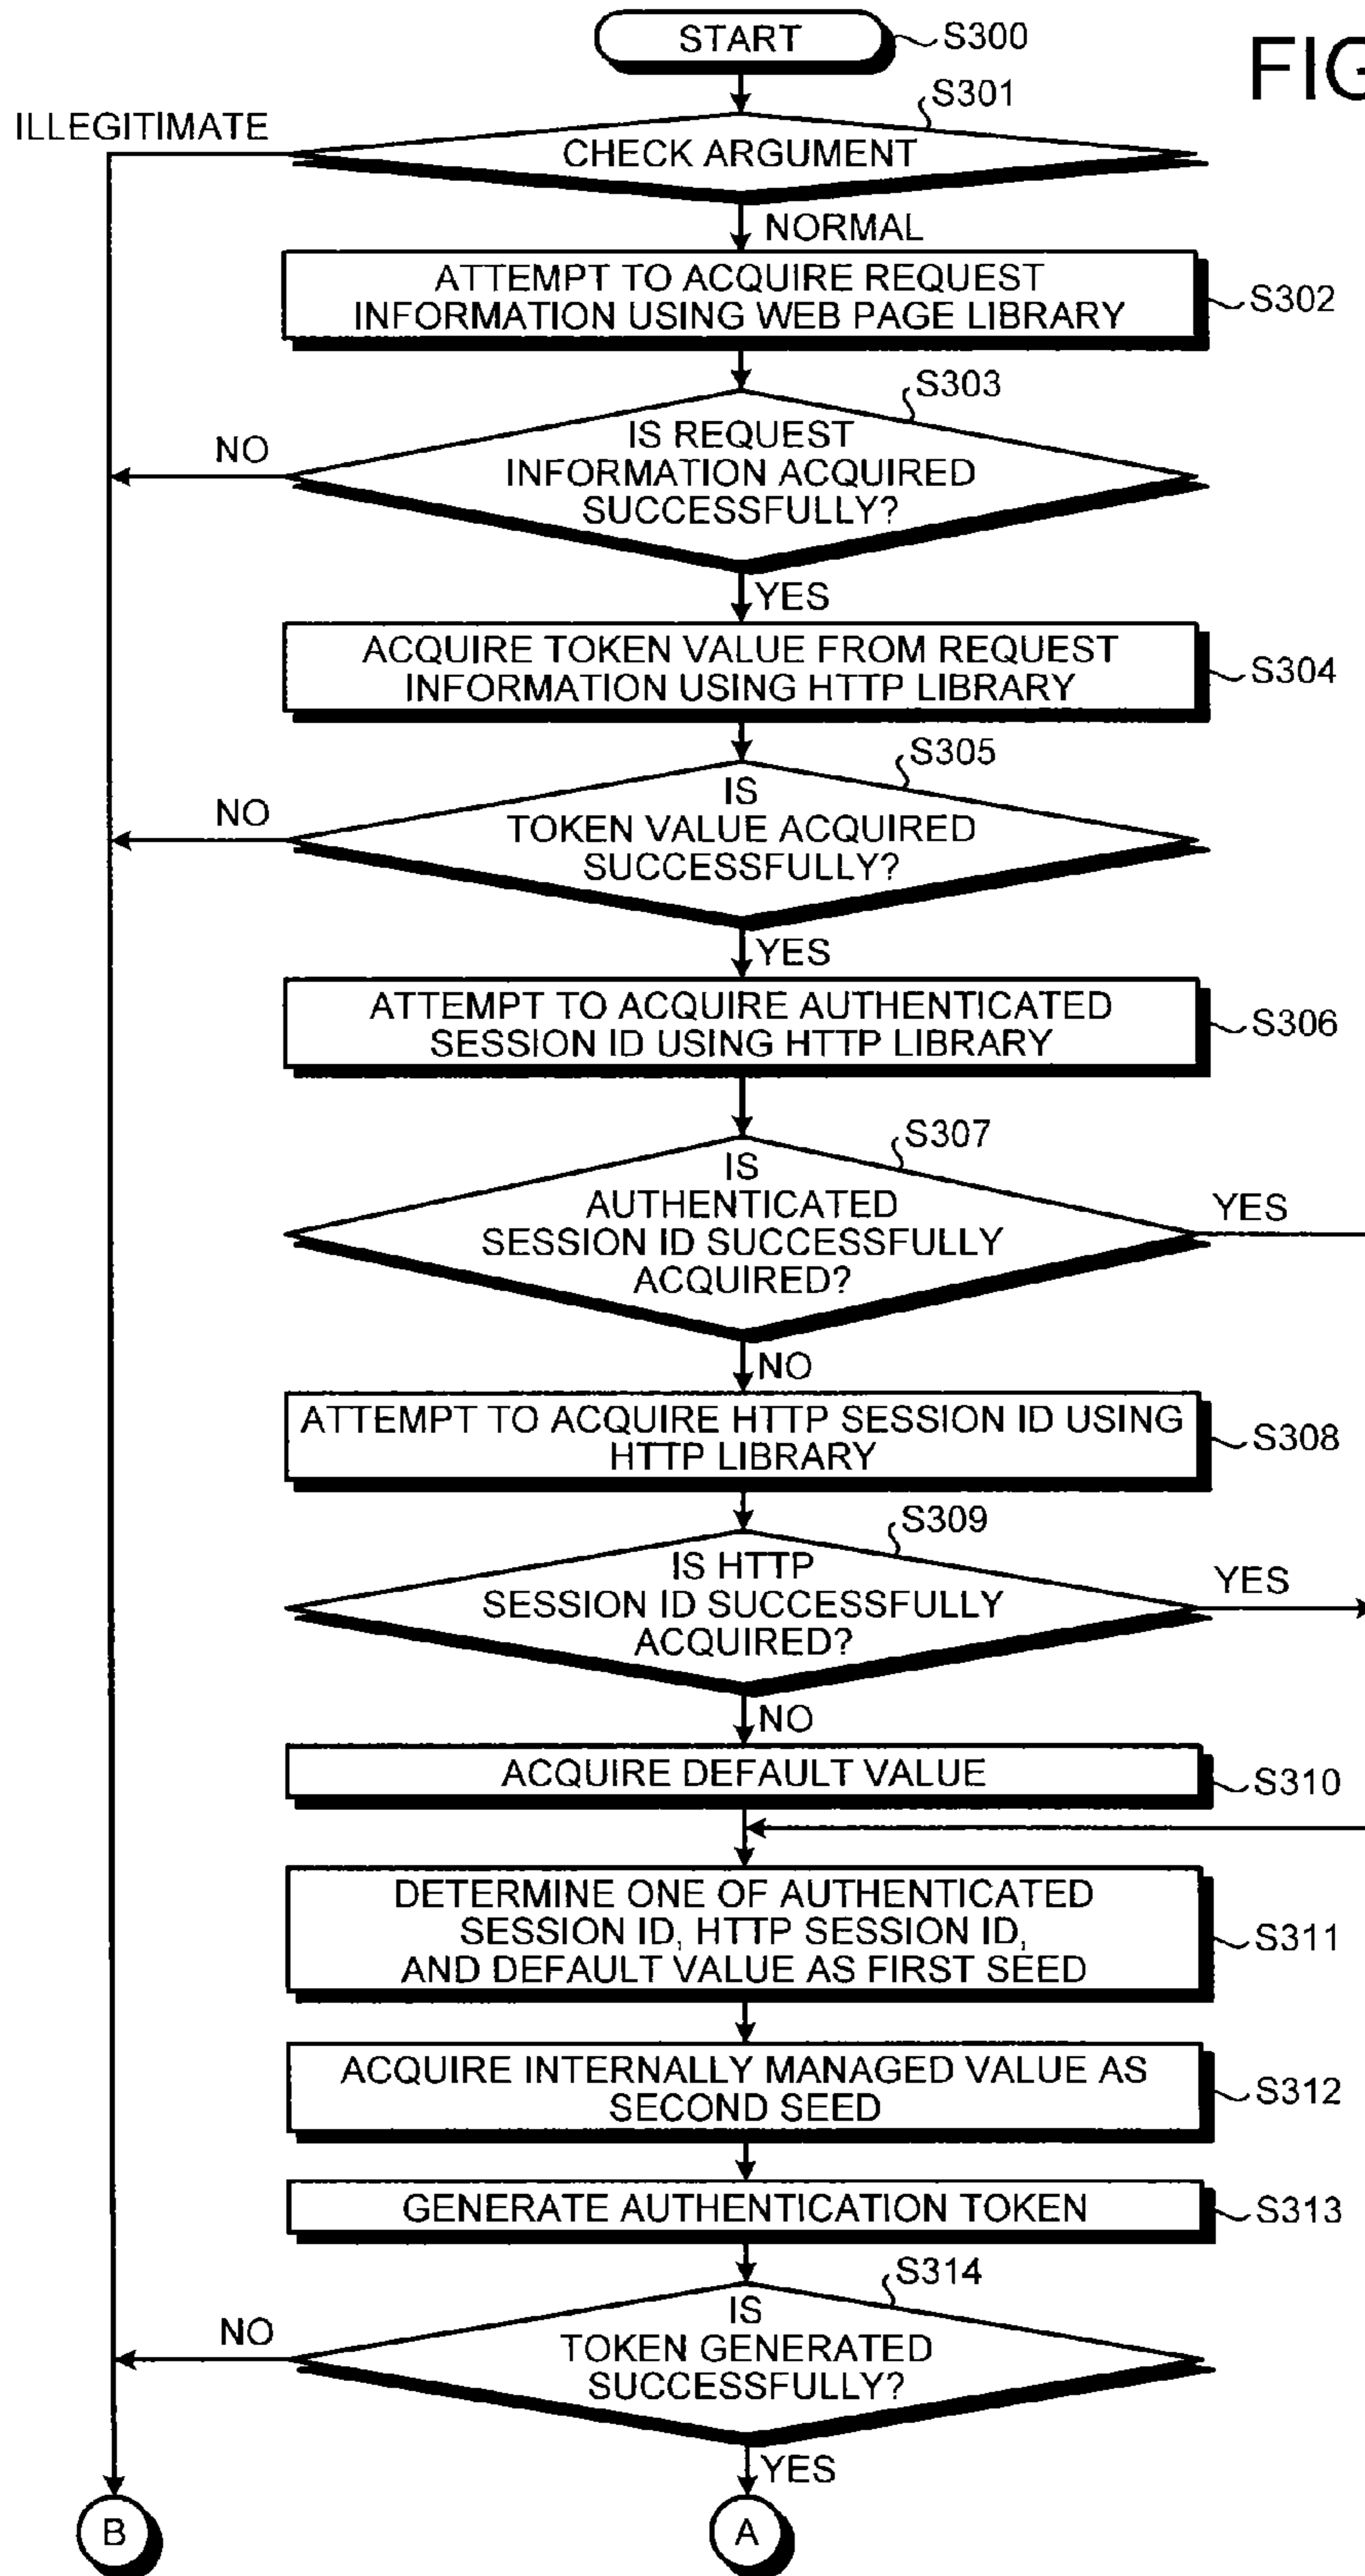 START
S300
FIG
S301
ILLEGITIMATE
CHECK ARGUMENT
NORMAL
ATTEMPT TO ACQUIRE REQUEST
INFORMATION USING WEB PAGE LIBRARY
S302
S303
IS REQUEST
INFORMATION ACQUIRED
SUCCESSFULLY?
NO
YES
ACQUIRE TOKEN VALUE FROM REQUEST
INFORMATION USING HTTP LIBRARY
S304
S305
IS
TOKEN VALUE ACQUIRED
SUCCESSFULLY?
NO
YES
ATTEMPT TO ACQUIRE AUTHENTICATED
SESSION ID USING HTTP LIBRARY
S306
S307
IS
AUTHENTICATED
SESSION ID SUCCESSFULLY
ACQUIRED?
YES
NO
ATTEMPT TO ACQUIRE HTTP SESSION ID USING
HTTP LIBRARY
S308
S309
IS HTTP
SESSION ID SUCCESSFULLY
ACQUIRED?
YES
NO
ACQUIRE DEFAULT VALUE
S310
DETERMINE ONE OF AUTHENTICATED
SESSION ID, HTTP SESSION ID,
AND DEFAULT VALUE AS FIRST SEED
S311
ACQUIRE INTERNALLY MANAGED VALUE AS
SECOND SEED
S312
GENERATE AUTHENTICATION TOKEN
S313
S314
IS
TOKEN GENERATED
SUCCESSFULLY?
NO
YES
B
A